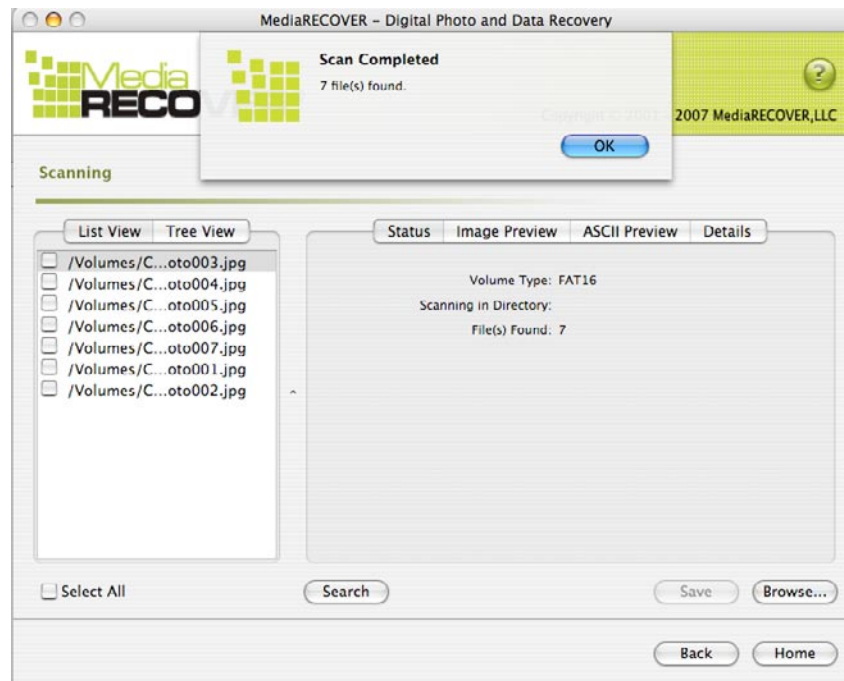 MediaRECOVER – Digital Photo and Data Recovery
Scan Completed
7 file(s) found.
OK
Media
RECOVER
2007 MediaRECOVER,LLC
?
Scanning
List View Tree View
/Volumes/C...oto003.jpg
/Volumes/C...oto004.jpg
/Volumes/C...oto005.jpg
/Volumes/C...oto006.jpg
/Volumes/C...oto007.jpg
/Volumes/C...oto001.jpg
/Volumes/C...oto002.jpg
Status Image Preview ASCII Preview Details
Volume Type: FAT16
Scanning in Directory:
File(s) Found: 7
Select All
Search
Save
Browse...
Back
Home